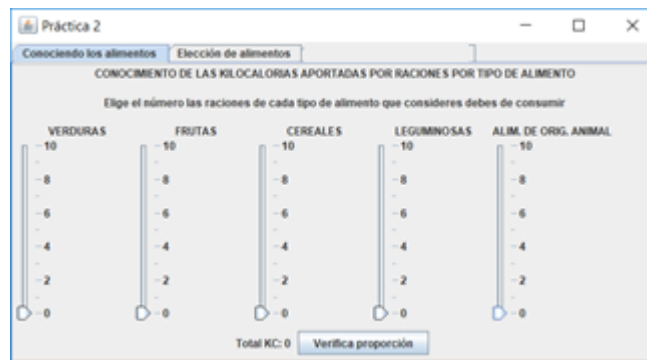 Práctica 2
Conociendo los alimentos Elección de alimentos
CONOCIMIENTO DE LAS KILOCALORIAS APORTADAS POR RACIONES POR TIPO DE ALIMENTO
Elige el número las raciones de cada tipo de alimento que consideres debes de consumir
VERDURAS FRUTAS CEREALES LEGUMINOSAS ALIM. DE ORIG. ANIMAL
10 10 10 10 10
8 8 8 8 8
6 6 6 6 6
4 4 4 4 4
2 2 2 2 2
0 0 0 0 0
Total KC: 0 Verifica proporción